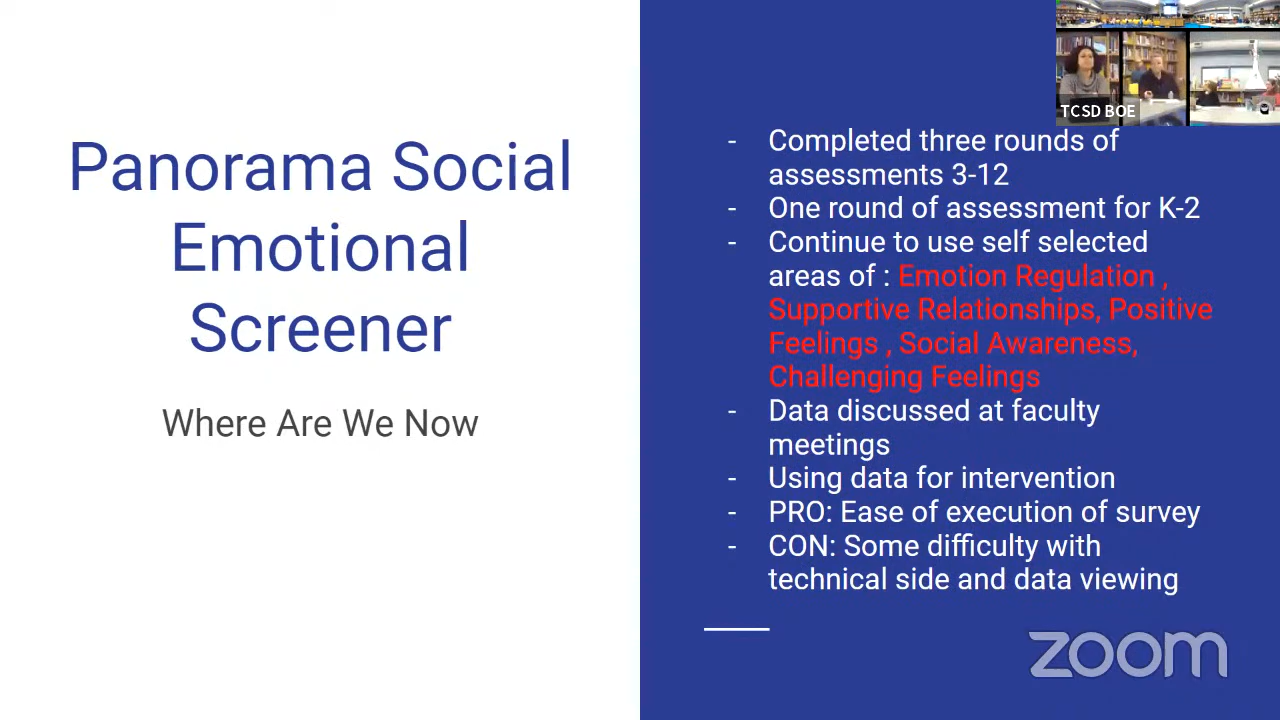 Panorama Social
Emotional
Screener
Where Are We Now
TCSD BOE
- Completed three rounds of
assessments 3-12
- One round of assessment for K-2
- Continue to use self selected
areas of : Emotion Regulation ,
Supportive Relationships, Positive
Feelings , Social Awareness,
Challenging Feelings
- Data discussed at faculty
meetings
- Using data for intervention
- PRO: Ease of execution of survey
- CON: Some difficulty with
technical side and data viewing
zoom